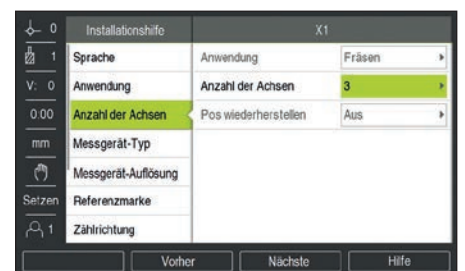 0 Installationshilfe X1
1 Sprache Anwendung Fräsen
V: 0 Anwendung Anzahl der Achsen 3
0:00 Anzahl der Achsen Pos wiederherstellen Aus
mm Messgerät-Typ
Messgerät-Auflösung
Setzen Referenzmarke
1 Zählrichtung
Vorher Nächste Hilfe